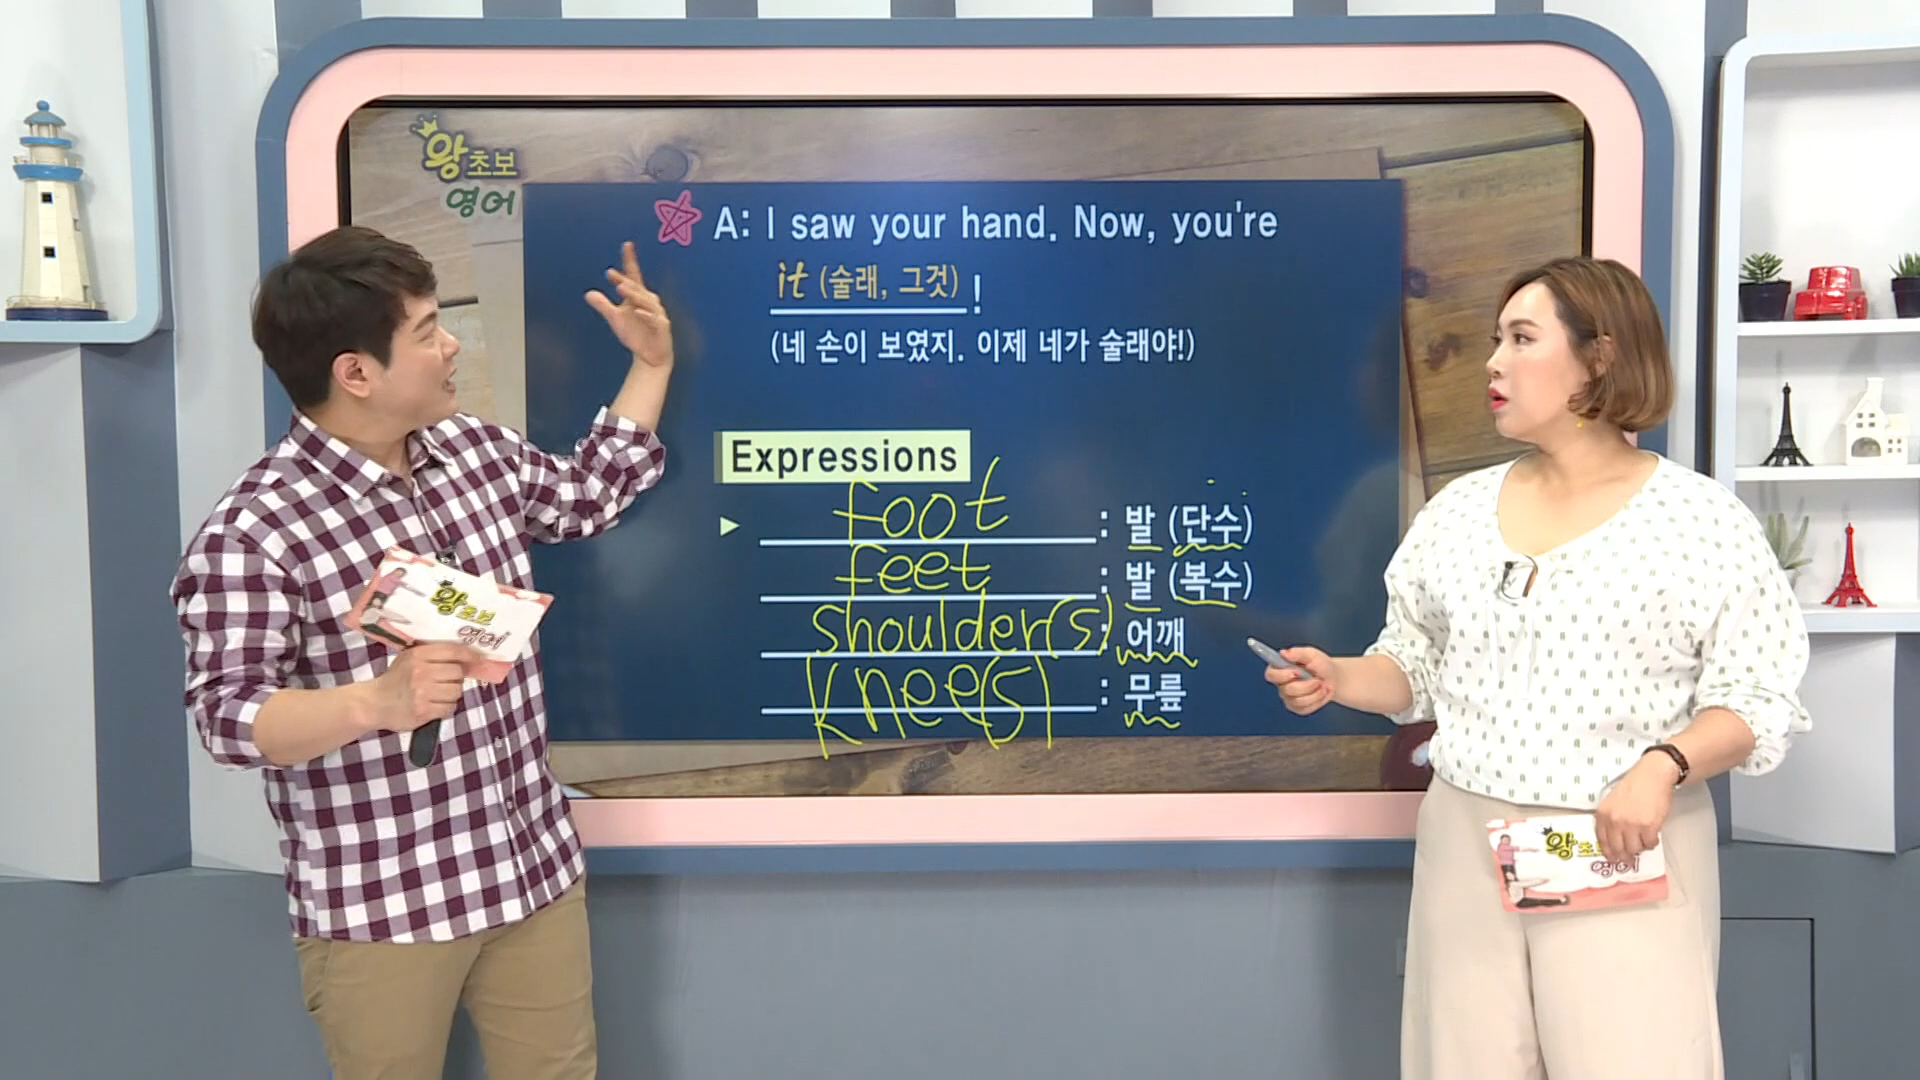 왕초보
영어
A: I saw your hand. Now, you're
it (술래, 그것) !
(네 손이 보였지. 이제 네가 술래야!)
Expressions
▶ foot : 발 (단수)
feet : 발 (복수)
shoulder(s) : 어깨
knee(s) : 무릎
왕초보
영어
왕초보
영어